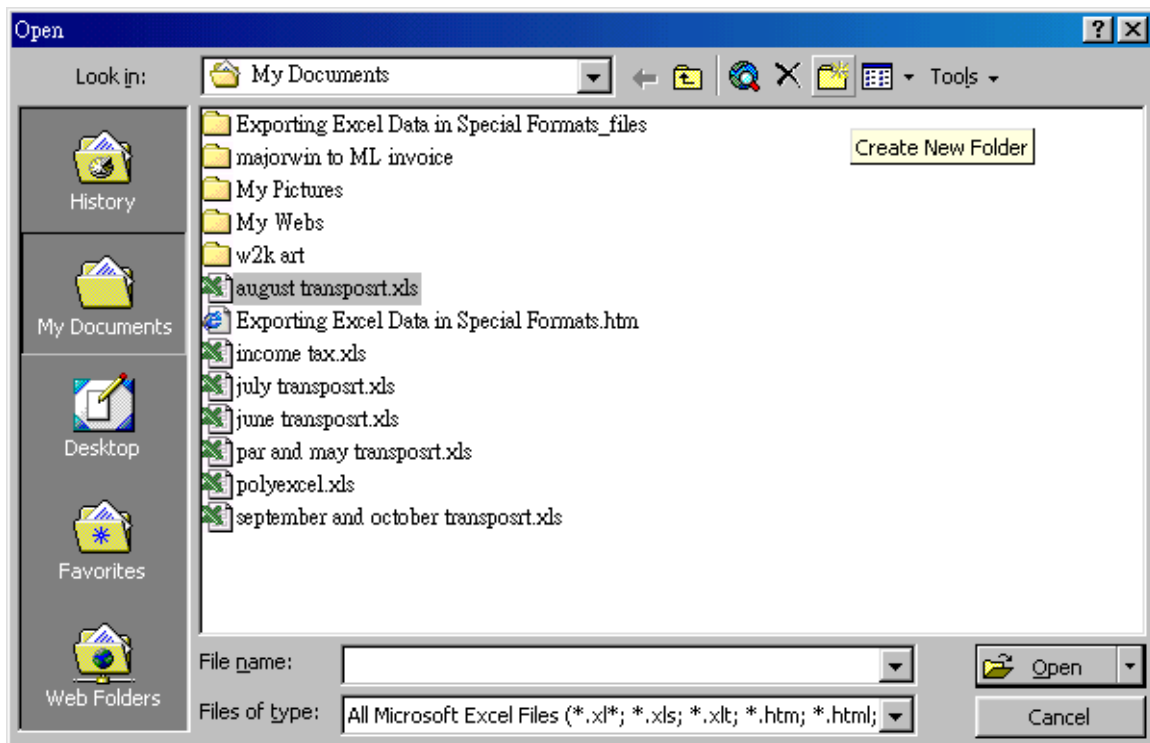 Open
Look in: My Documents Tools
Create New Folder
History
My Documents
Desktop
Favorites
Web Folders
Exporting Excel Data in Special Formats_files
majorwin to ML invoice
My Pictures
My Webs
w2k art
august transposrt.xls
Exporting Excel Data in Special Formats.htm
income tax.xls
july transposrt.xls
june transposrt.xls
par and may transposrt.xls
polyexcel.xls
september and october transposrt.xls
File name: Open
Files of type: All Microsoft Excel Files (*.xl*; *.xls; *.xlt; *.htm; *.html; Cancel